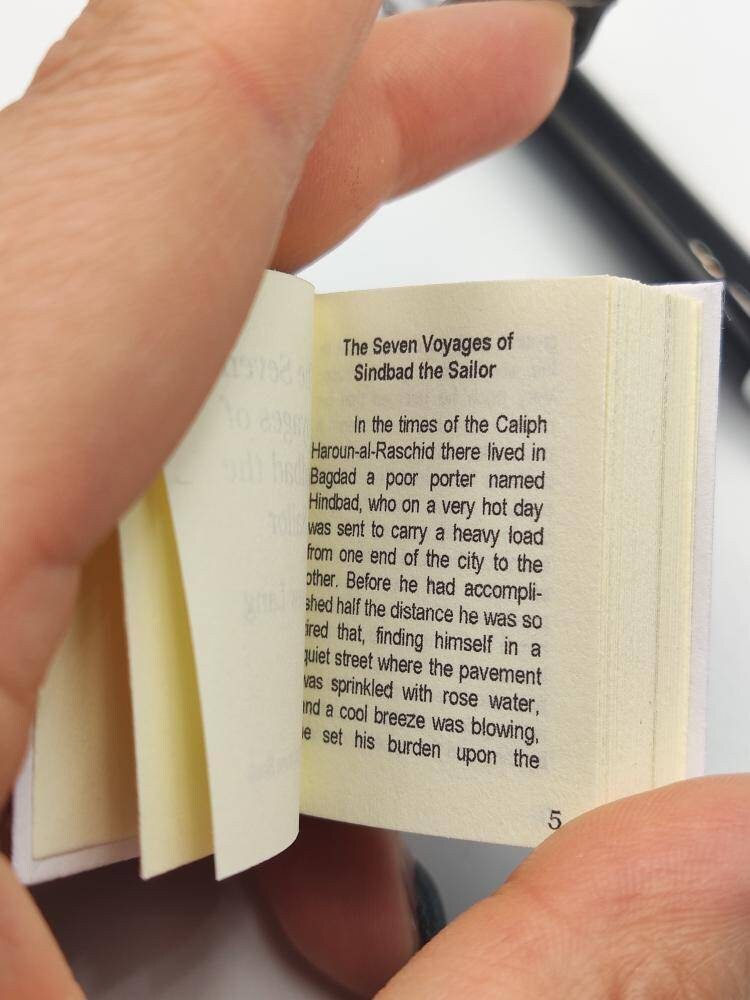 The Seven Voyages of
Sindbad the Sailor
In the times of the Caliph
Haroun-al-Raschid there lived in
Bagdad a poor porter named
Hindbad, who on a very hot day
was sent to carry a heavy load
from one end of the city to the
other. Before he had accompli-
shed half the distance he was so
ired that, finding himself in a
quiet street where the pavement
was sprinkled with rose water,
and a cool breeze was blowing,
he set his burden upon the
5